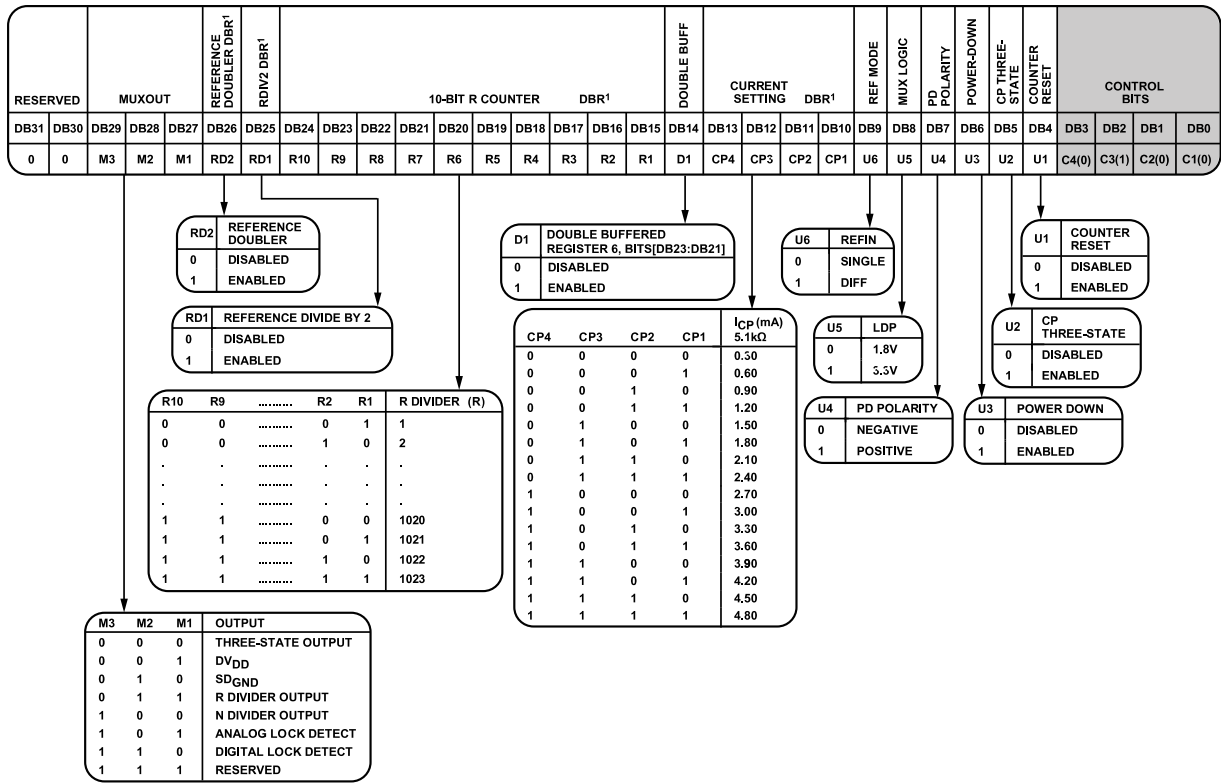 RESERVED
MUXOUT
REFERENCE DOUBLER DBR1
RDIV2 DBR1
10-BIT R COUNTER DBR1
DOUBLE BUFF
CURRENT SETTING DBR1
REF MODE
MUX LOGIC
PD POLARITY
POWER-DOWN
CP THREE-STATE
COUNTER RESET
CONTROL BITS
DB31 DB30 DB29 DB28 DB27 DB26 DB25 DB24 DB23 DB22 DB21 DB20 DB19 DB18 DB17 DB16 DB15 DB14 DB13 DB12 DB11 DB10 DB9 DB8 DB7 DB6 DB5 DB4 DB3 DB2 DB1 DB0
0 0 M3 M2 M1 RD2 RD1 R10 R9 R8 R7 R6 R5 R4 R3 R2 R1 D1 CP4 CP3 CP2 CP1 U6 U5 U4 U3 U2 U1 C4(0) C3(1) C2(0) C1(0)
RD2 REFERENCE DOUBLER
0 DISABLED
1 ENABLED
RD1 REFERENCE DIVIDE BY 2
0 DISABLED
1 ENABLED
R10 R9 .......... R2 R1 R DIVIDER (R)
0 0 .......... 0 1 1
0 0 .......... 1 0 2
. . .......... . . .
. . .......... . . .
. . .......... . . .
1 1 .......... 0 0 1020
1 1 .......... 0 1 1021
1 1 .......... 1 0 1022
1 1 .......... 1 1 1023
M3 M2 M1 OUTPUT
0 0 0 THREE-STATE OUTPUT
0 0 1 DVDD
0 1 0 SDGND
0 1 1 R DIVIDER OUTPUT
1 0 0 N DIVIDER OUTPUT
1 0 1 ANALOG LOCK DETECT
1 1 0 DIGITAL LOCK DETECT
1 1 1 RESERVED
D1 DOUBLE BUFFERED
REGISTER 6, BITS[DB23:DB21]
0 DISABLED
1 ENABLED
ICP (mA)
CP4 CP3 CP2 CP1 5.1kΩ
0 0 0 0 0.30
0 0 0 1 0.60
0 0 1 0 0.90
0 0 1 1 1.20
0 1 0 0 1.50
0 1 0 1 1.80
0 1 1 0 2.10
0 1 1 1 2.40
1 0 0 0 2.70
1 0 0 1 3.00
1 0 1 0 3.30
1 0 1 1 3.60
1 1 0 0 3.90
1 1 0 1 4.20
1 1 1 0 4.50
1 1 1 1 4.80
U6 REFIN
0 SINGLE
1 DIFF
U5 LDP
0 1.8V
1 3.3V
U4 PD POLARITY
0 NEGATIVE
1 POSITIVE
U3 POWER DOWN
0 DISABLED
1 ENABLED
U2 CP
THREE-STATE
0 DISABLED
1 ENABLED
U1 COUNTER
RESET
0 DISABLED
1 ENABLED